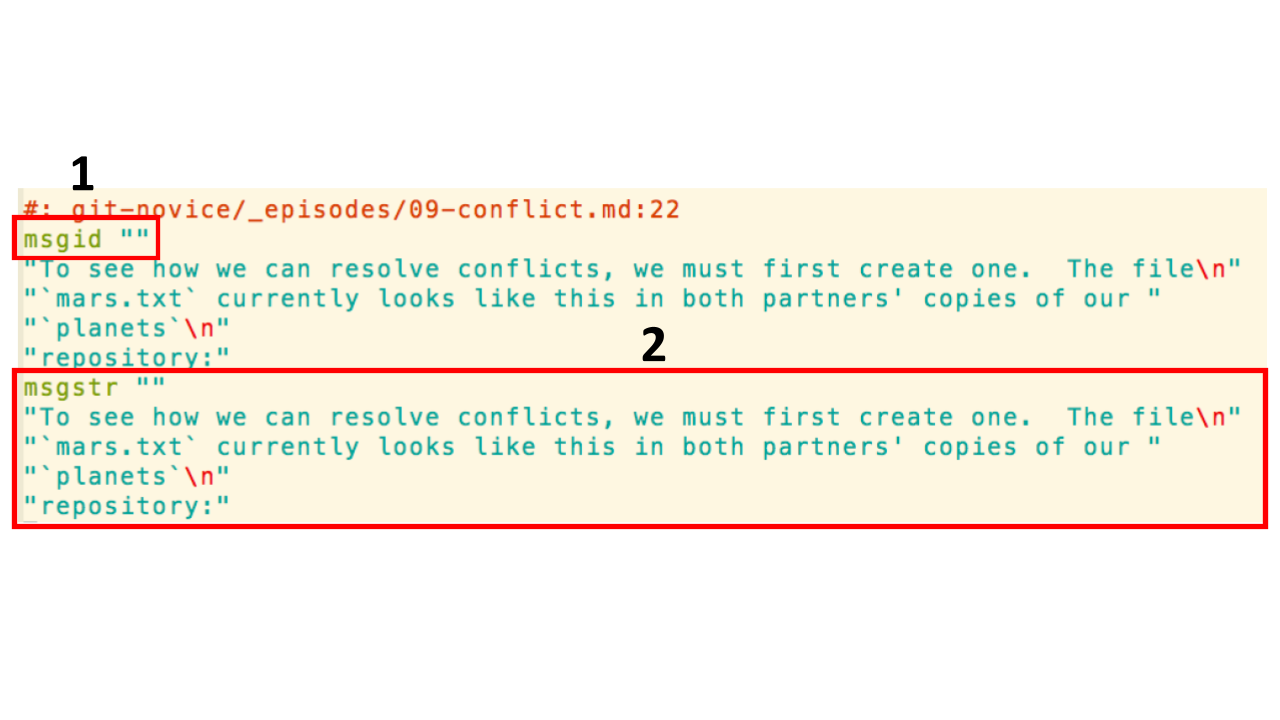 1
#: git-novice/_episodes/09-conflict.md:22
msgid ""
"To see how we can resolve conflicts, we must first create one.  The file\n"
"`mars.txt` currently looks like this in both partners' copies of our "
"`planets`\n"
"repository:"
2
msgstr ""
"To see how we can resolve conflicts, we must first create one.  The file\n"
"`mars.txt` currently looks like this in both partners' copies of our "
"`planets`\n"
"repository:"